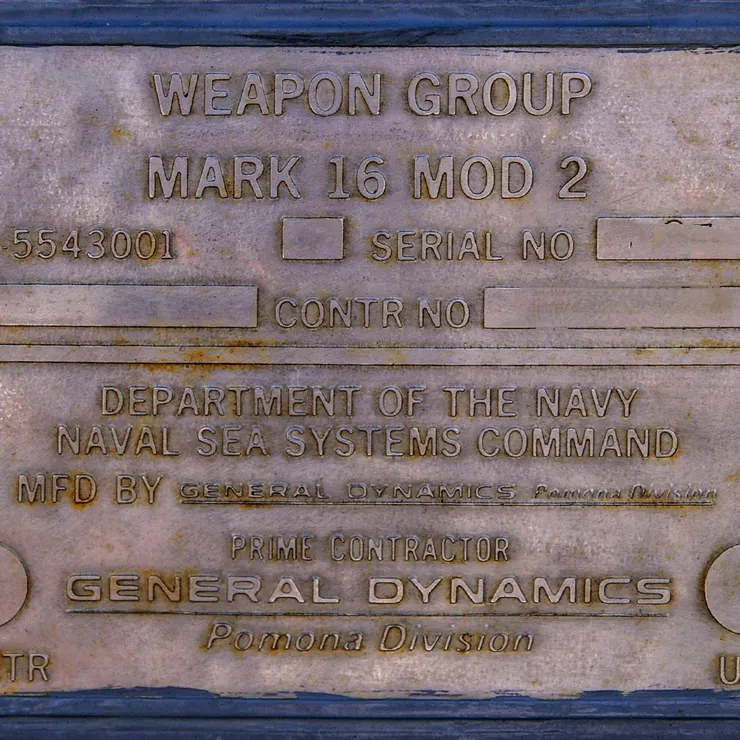 WEAPON GROUP
MARK 16 MOD 2
-5543001 SERIAL NO
CONTR NO
DEPARTMENT OF THE NAVY
NAVAL SEA SYSTEMS COMMAND
MFD BY GENERAL DYNAMICS Pomona Division
PRIME CONTRACTOR
GENERAL DYNAMICS
Pomona Division
TR U